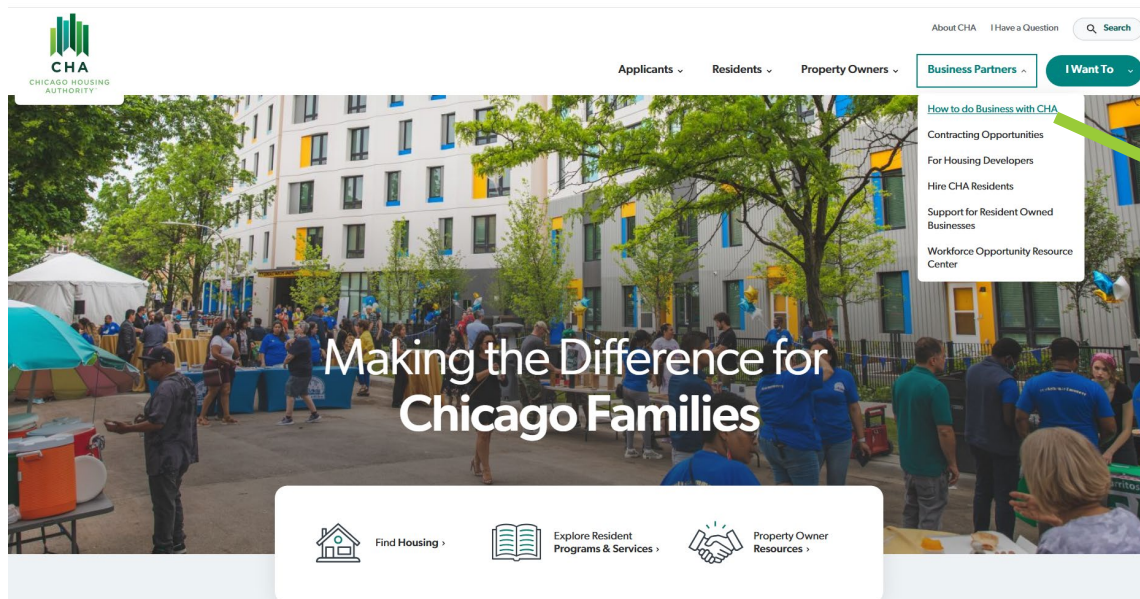 About CHA I Have a Question Search
CHA
CHICAGO HOUSING
AUTHORITY
Applicants Residents Property Owners Business Partners I Want To
How to do Business with CHA
Contracting Opportunities
For Housing Developers
Hire CHA Residents
Support for Resident Owned
Businesses
Workforce Opportunity Resource
Center
Making the Difference for
Chicago Families
Find Housing ›
Explore Resident
Programs & Services ›
Property Owner
Resources ›